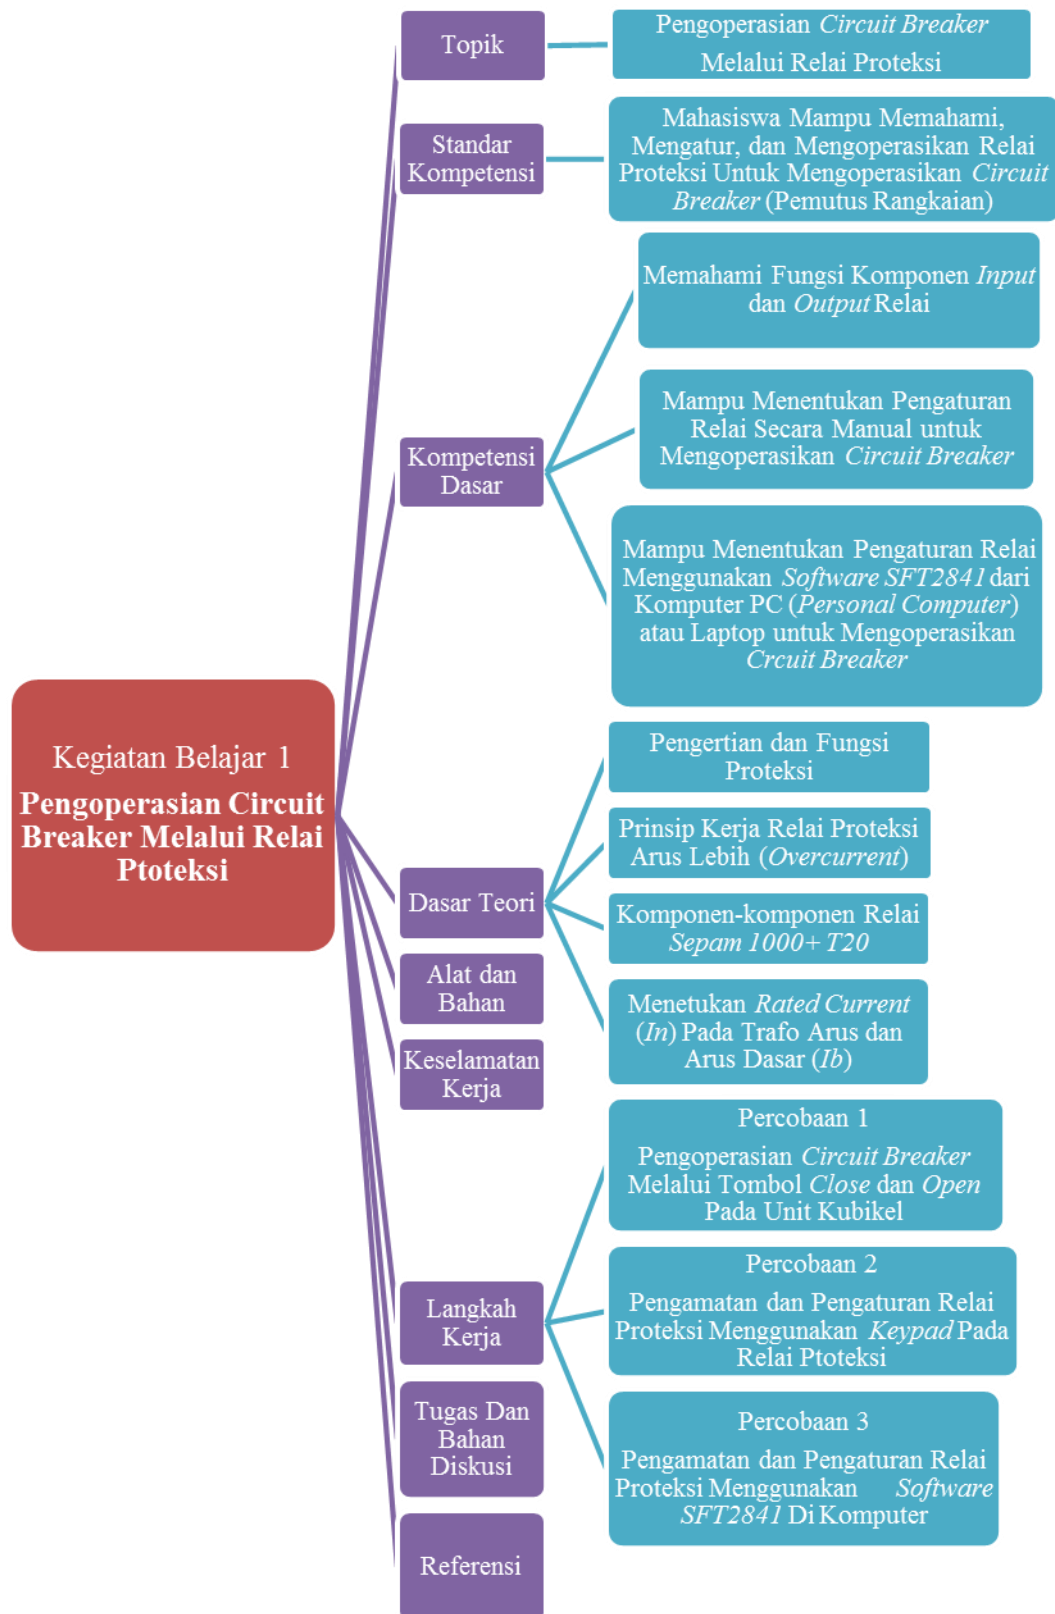 Kegiatan Belajar 1
Pengoperasian Circuit
Breaker Melalui Relai
Ptoteksi
Topik
Pengoperasian Circuit Breaker
Melalui Relai Proteksi
Standar
Kompetensi
Mahasiswa Mampu Memahami,
Mengatur, dan Mengoperasikan Relai
Proteksi Untuk Mengoperasikan Circuit
Breaker (Pemutus Rangkaian)
Kompetensi
Dasar
Memahami Fungsi Komponen Input
dan Output Relai
Mampu Menentukan Pengaturan
Relai Secara Manual untuk
Mengoperasikan Circuit Breaker
Mampu Menentukan Pengaturan Relai
Menggunakan Software SFT2841 dari
Komputer PC (Personal Computer)
atau Laptop untuk Mengoperasikan
Crcuit Breaker
Dasar Teori
Pengertian dan Fungsi
Proteksi
Prinsip Kerja Relai Proteksi
Arus Lebih (Overcurrent)
Komponen-komponen Relai
Sepam 1000+ T20
Menetukan Rated Current
(In) Pada Trafo Arus dan
Arus Dasar (Ib)
Alat dan
Bahan
Keselamatan
Kerja
Langkah
Kerja
Percobaan 1
Pengoperasian Circuit Breaker
Melalui Tombol Close dan Open
Pada Unit Kubikel
Percobaan 2
Pengamatan dan Pengaturan Relai
Proteksi Menggunakan Keypad Pada
Relai Ptoteksi
Percobaan 3
Pengamatan dan Pengaturan Relai
Proteksi Menggunakan Software
SFT2841 Di Komputer
Tugas Dan
Bahan
Diskusi
Referensi